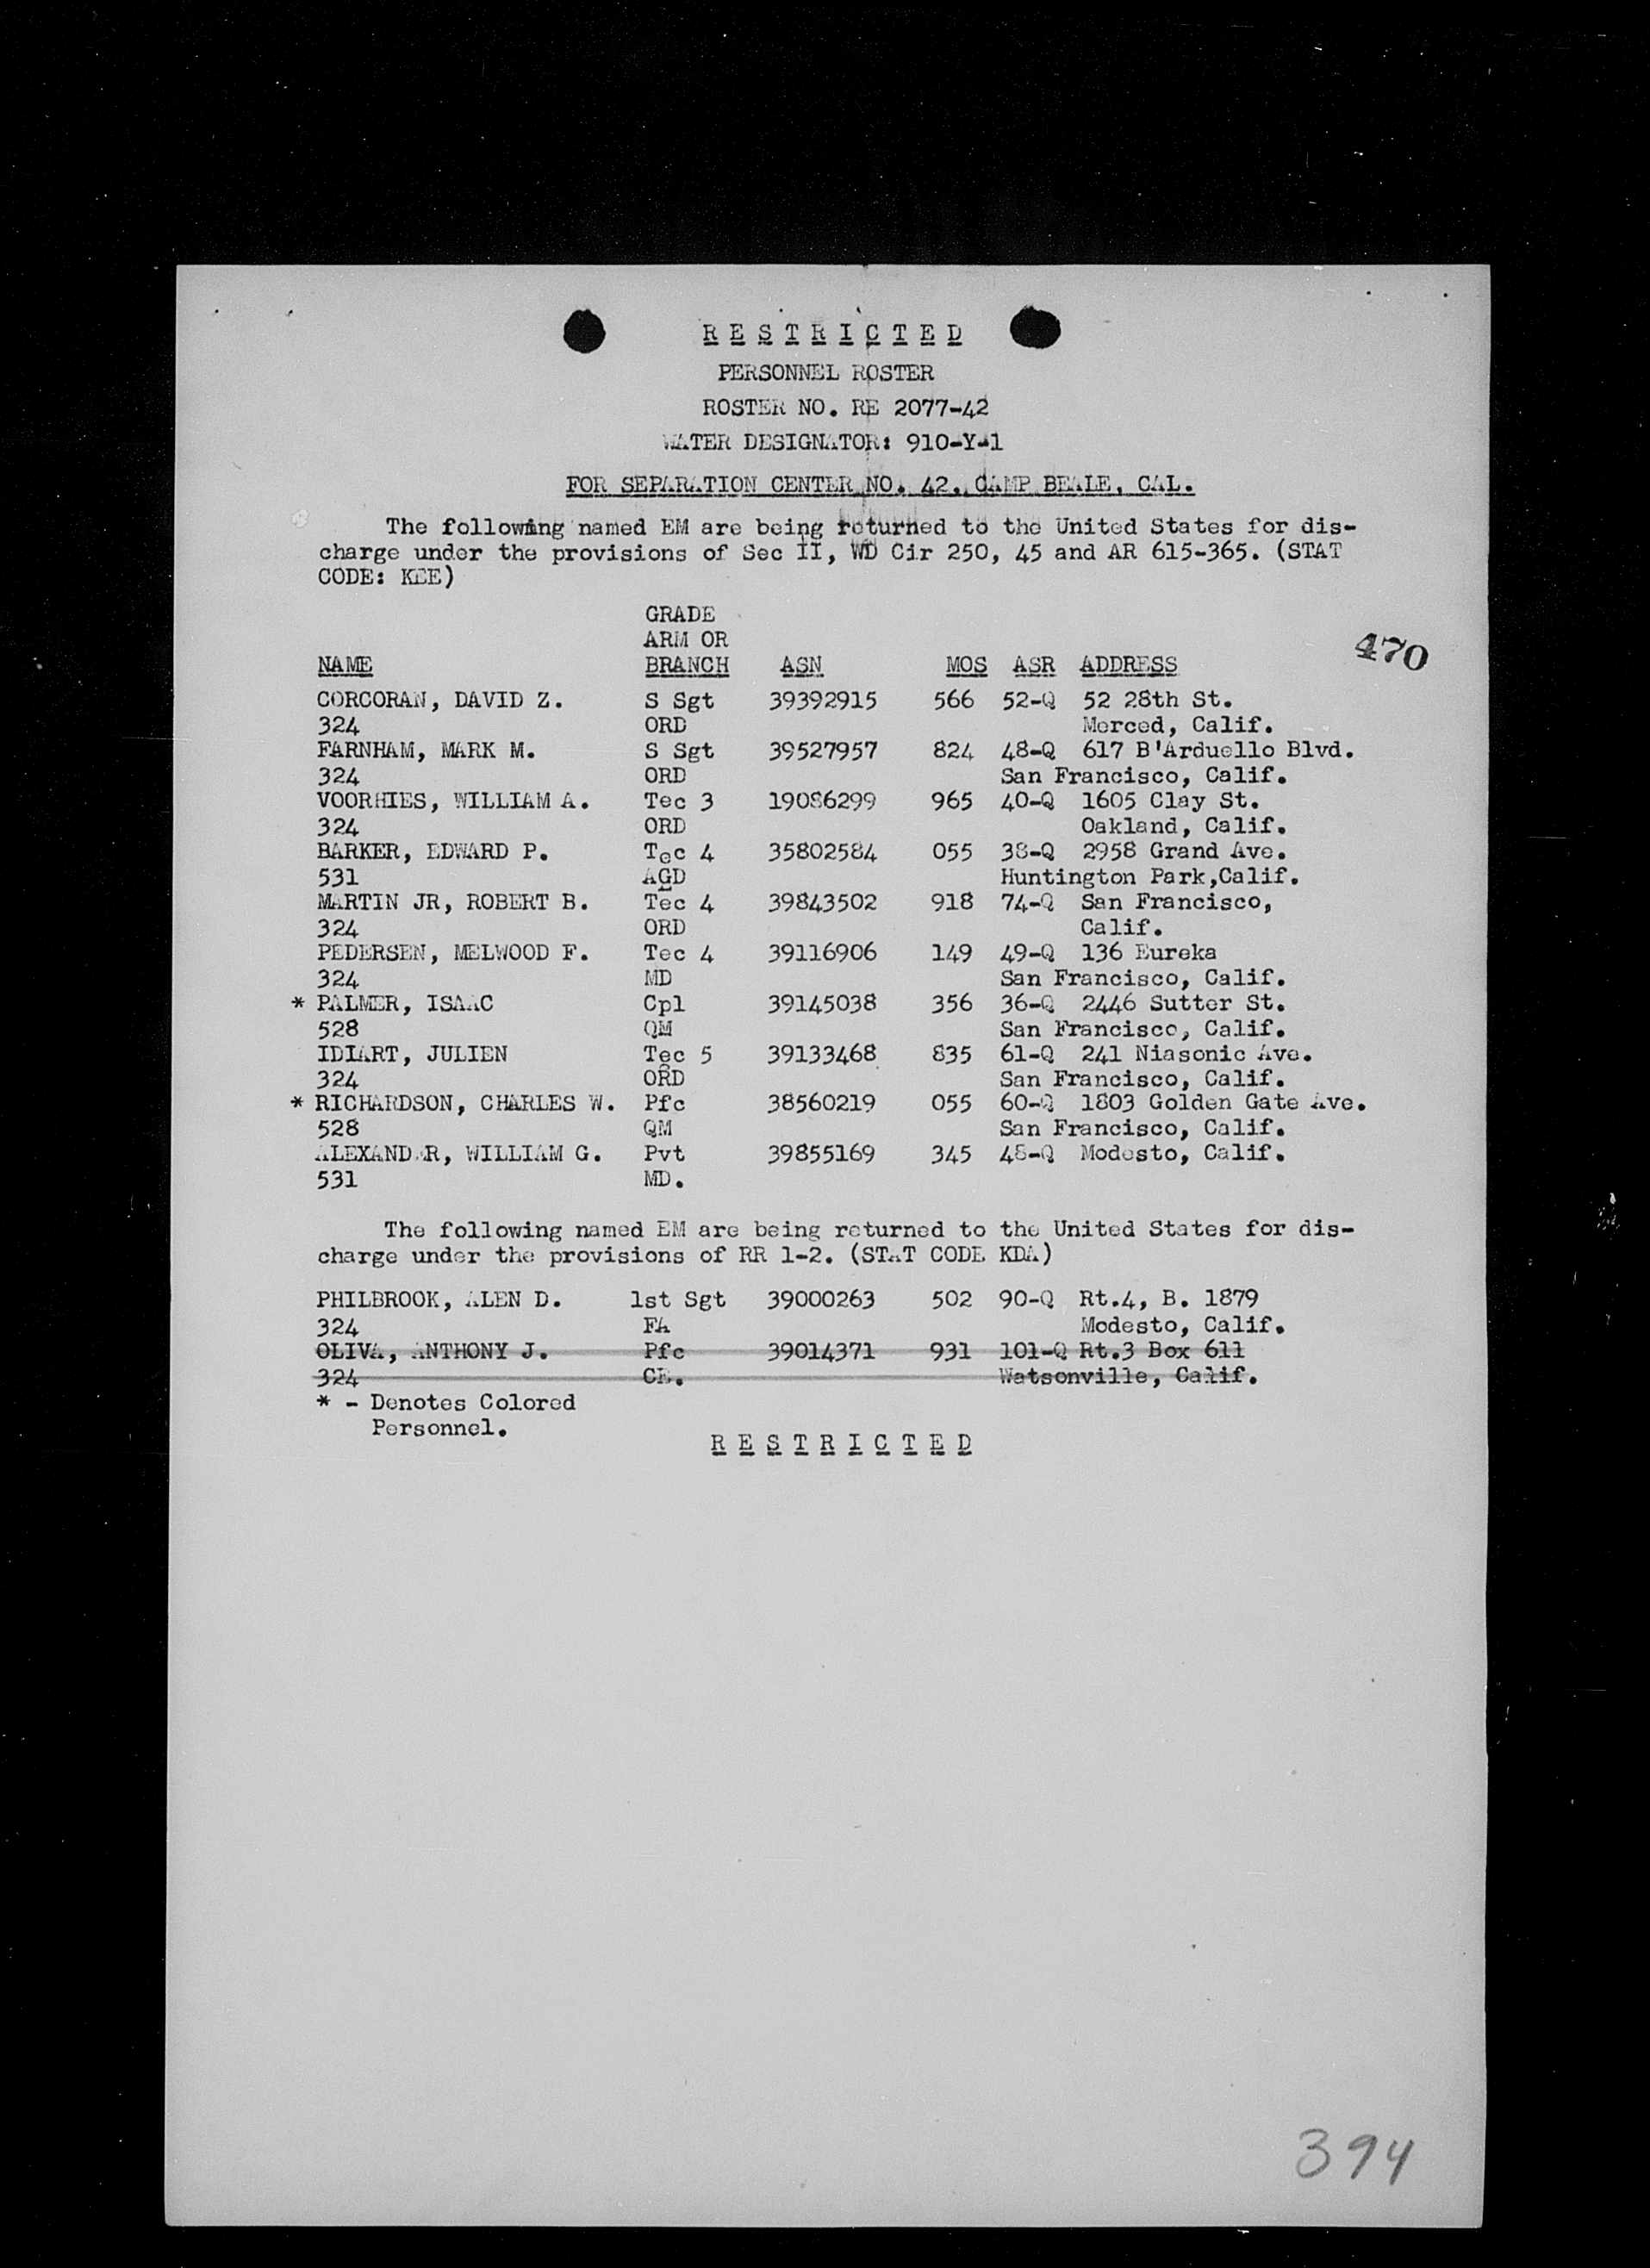 R E S T R I C T E D
PERSONNEL ROSTER
ROSTER NO. RE 2077-42
WATER DESIGNATOR: 910-Y-1
FOR SEPARATION CENTER NO. 42, CAMP BEALE, CAL.
The following named EM are being returned to the United States for dis-
charge under the provisions of Sec II, WD Cir 250, 45 and AR 615-365. (STAT
CODE: KEE)
GRADE
ARM OR
NAME BRANCH ASN MOS ASR ADDRESS
470
CORCORAN, DAVID Z. S Sgt 39392915 566 52-Q 52 28th St.
324 ORD Merced, Calif.
FARNHAM, MARK M. S Sgt 39527957 824 48-Q 617 B'Arduello Blvd.
324 ORD San Francisco, Calif.
VOORHIES, WILLIAM A. Tec 3 19086299 965 40-Q 1605 Clay St.
324 ORD Oakland, Calif.
BARKER, EDWARD P. Tec 4 35802584 055 38-Q 2958 Grand Ave.
531 AGD Huntington Park,Calif.
MARTIN JR, ROBERT B. Tec 4 39843502 918 74-Q San Francisco,
324 ORD Calif.
PEDERSEN, MELWOOD F. Tec 4 39116906 149 49-Q 136 Eureka
324 MD San Francisco, Calif.
* PALMER, ISAAC Cpl 39145038 356 36-Q 2446 Sutter St.
528 QM San Francisco, Calif.
IDIART, JULIEN Tec 5 39133468 835 61-Q 241 Niasonic Ave.
324 ORD San Francisco, Calif.
* RICHARDSON, CHARLES W. Pfc 38560219 055 60-Q 1803 Golden Gate Ave.
528 QM San Francisco, Calif.
ALEXANDER, WILLIAM G. Pvt 39855169 345 48-Q Modesto, Calif.
531 MD.
The following named EM are being returned to the United States for dis-
charge under the provisions of RR 1-2. (STAT CODE KDA)
PHILBROOK, ALEN D. 1st Sgt 39000263 502 90-Q Rt.4, B. 1879
324 FA Modesto, Calif.
OLIVA, ANTHONY J. Pfc 39014371 931 101-Q Rt.3 Box 611
324 CE. Watsonville, Calif.
* - Denotes Colored
Personnel.
R E S T R I C T E D
394